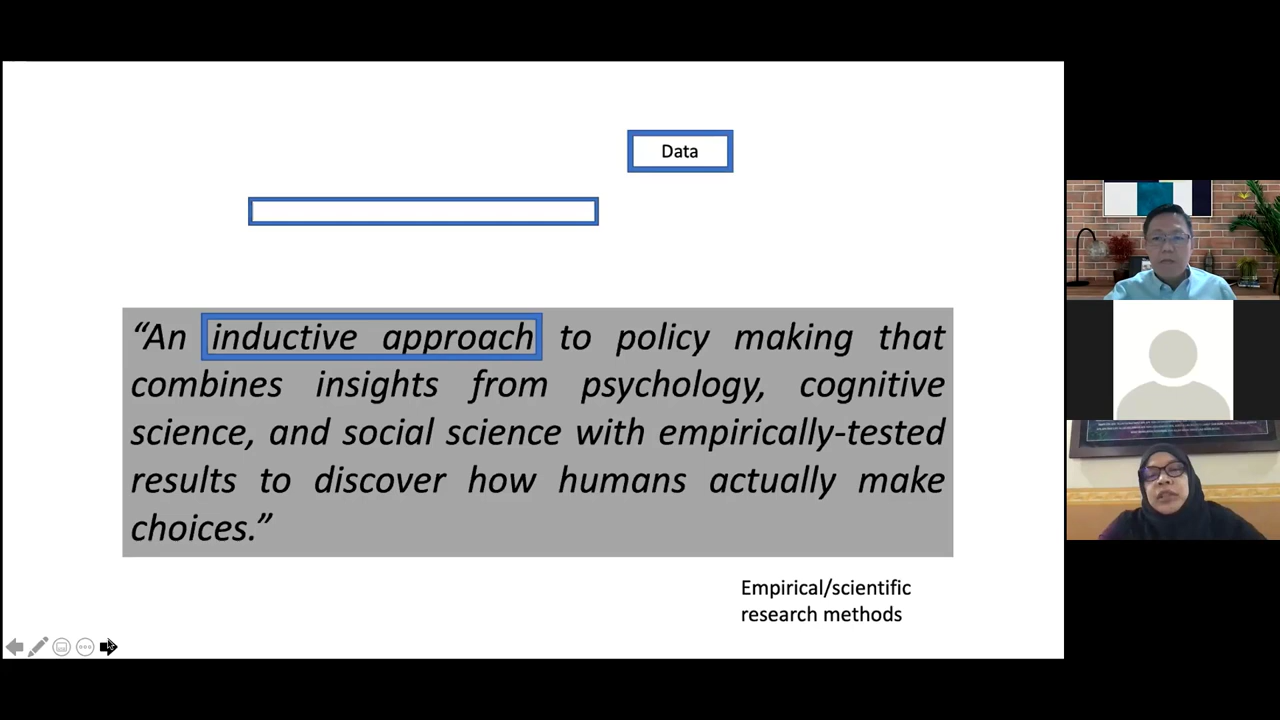 Data
“An inductive approach to policy making that
combines insights from psychology, cognitive
science, and social science with empirically-tested
results to discover how humans actually make
choices.”
Empirical/scientific
research methods